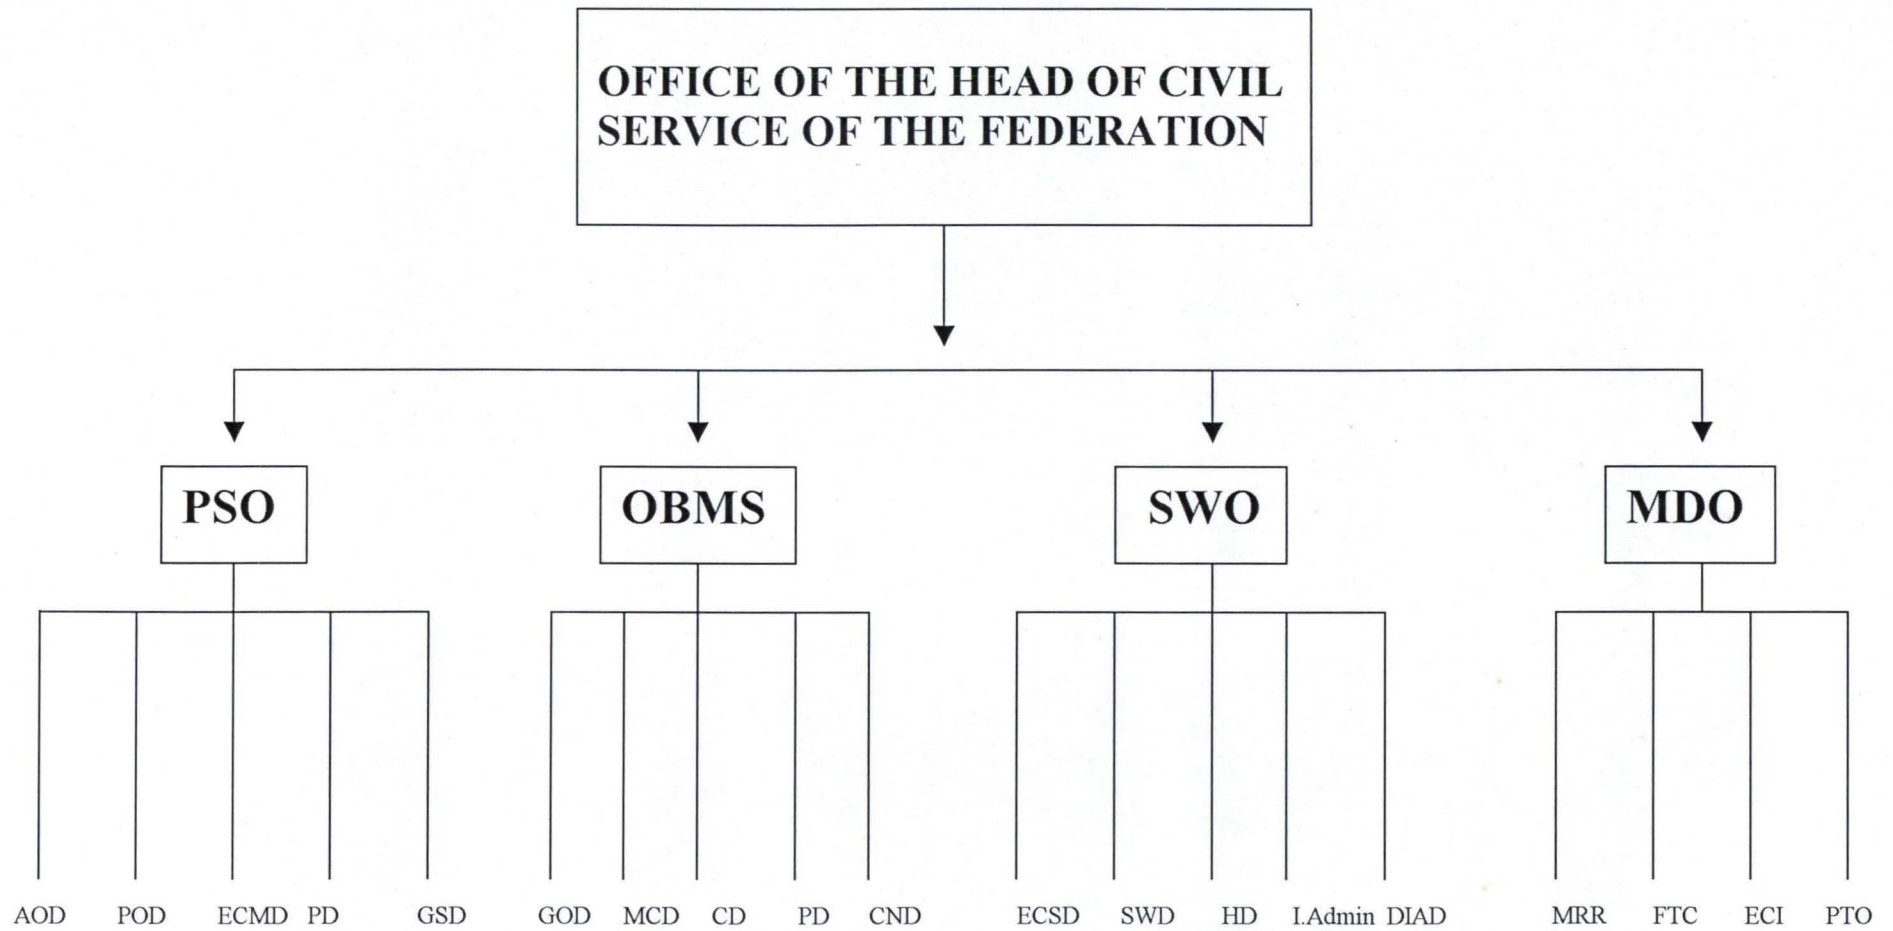 OFFICE OF THE HEAD OF CIVIL
SERVICE OF THE FEDERATION
PSO
OBMS
SWO
MDO
AOD POD ECMD PD GSD GOD MCD CD PD CND ECSD SWD HD I.Admin DIAD MRR FTC ECI PTO